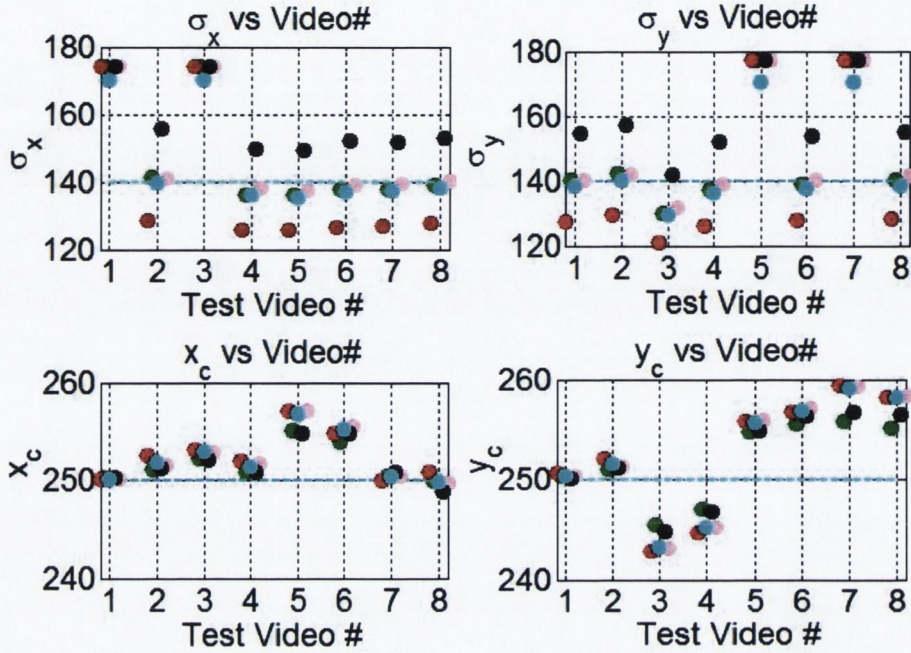 σx vs Video#
180
160
140
120
σx
1 2 3 4 5 6 7 8
Test Video #
σy vs Video#
180
160
140
120
σy
1 2 3 4 5 6 7 8
Test Video #
xc vs Video#
260
250
240
xc
1 2 3 4 5 6 7 8
Test Video #
yc vs Video#
260
250
240
yc
1 2 3 4 5 6 7 8
Test Video #